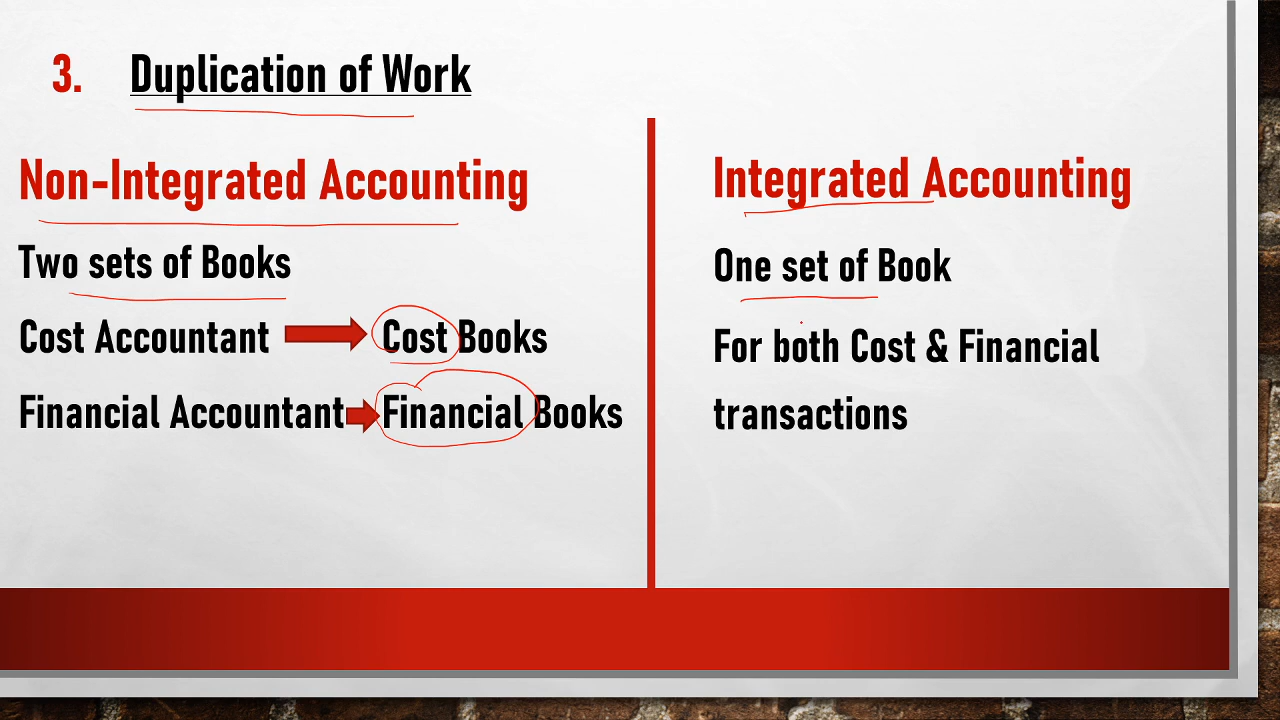 3. Duplication of Work
Non-Integrated Accounting
Two sets of Books
Cost Accountant Cost Books
Financial Accountant Financial Books
Integrated Accounting
One set of Book
For both Cost & Financial
transactions